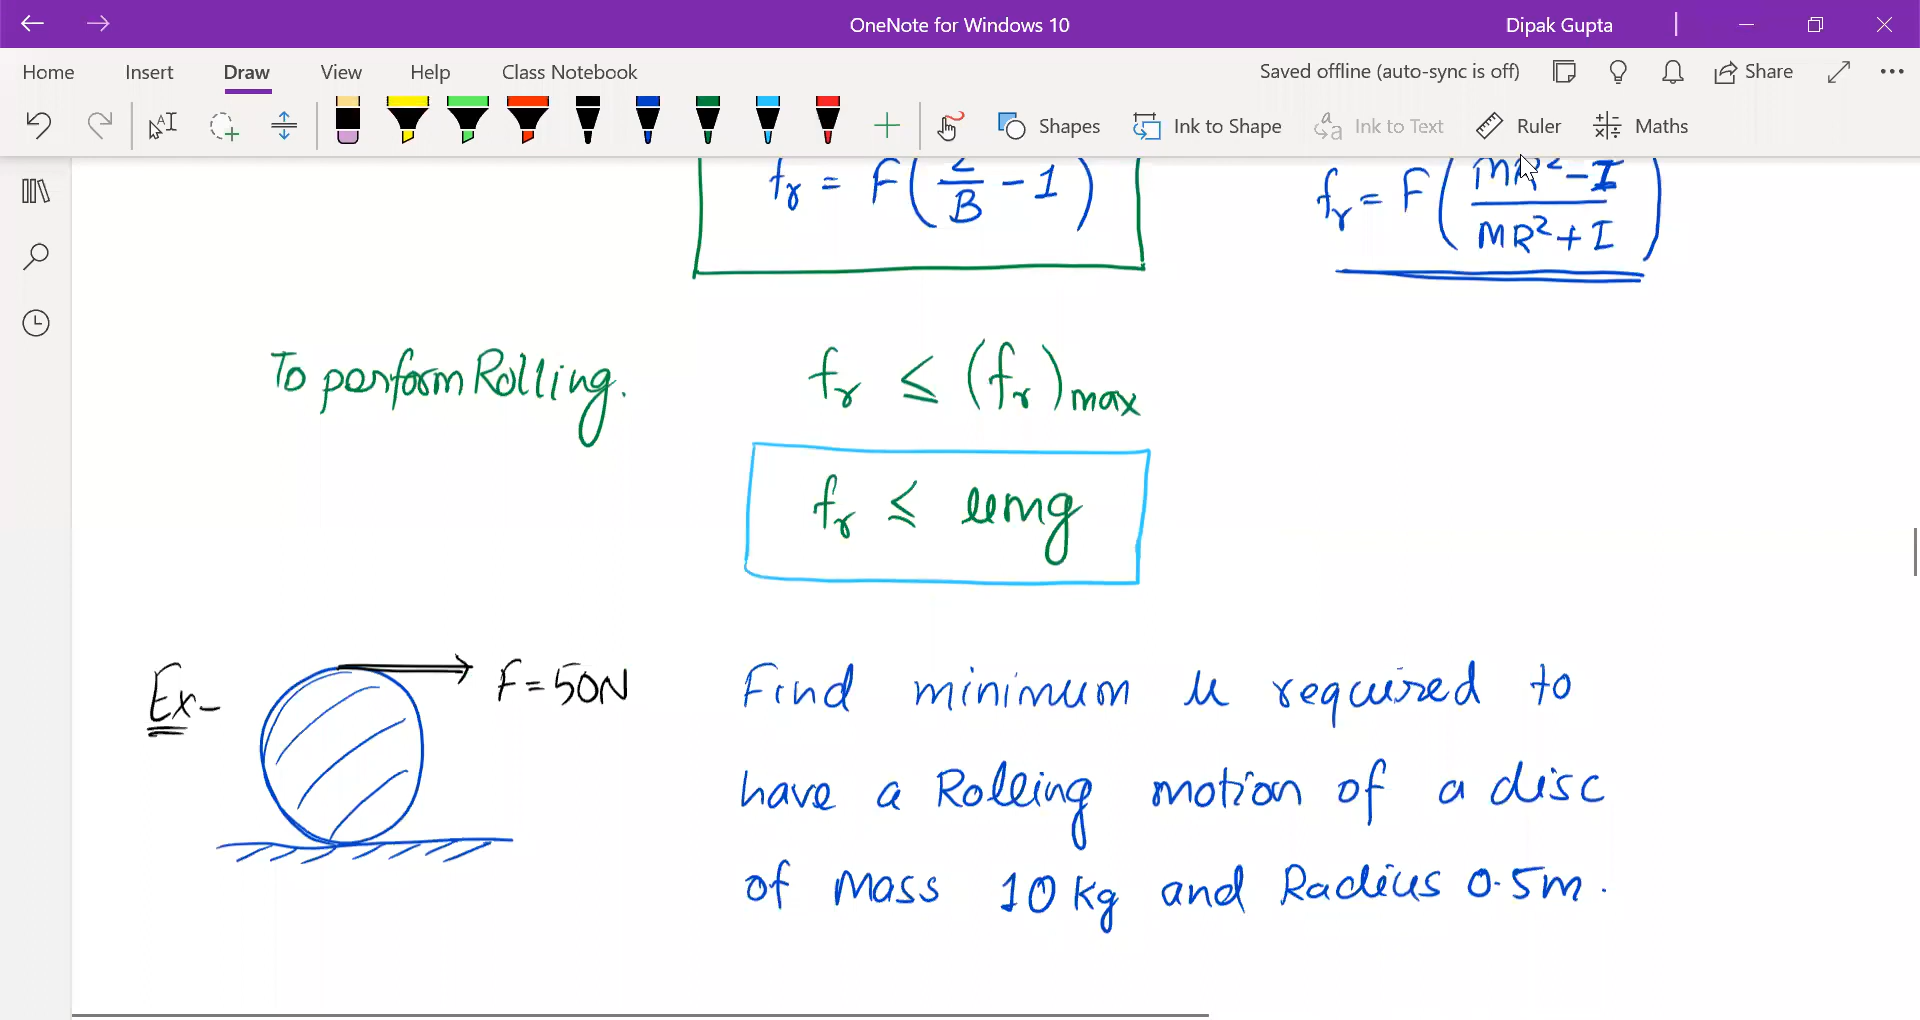 OneNote for Windows 10
Dipak Gupta
Home Insert Draw View Help Class Notebook
Saved offline (auto-sync is off) Share
Shapes Ink to Shape Ink to Text Ruler Maths
fr = F(2/B - 1)
fr = F(MR² - I / MR² + I)
To perform Rolling. fr ≤ (fr)max
fr ≤ μmg
Ex- F = 50N
Find minimum μ required to
have a Rolling motion of a disc
of Mass 10 kg and Radius 0.5m.